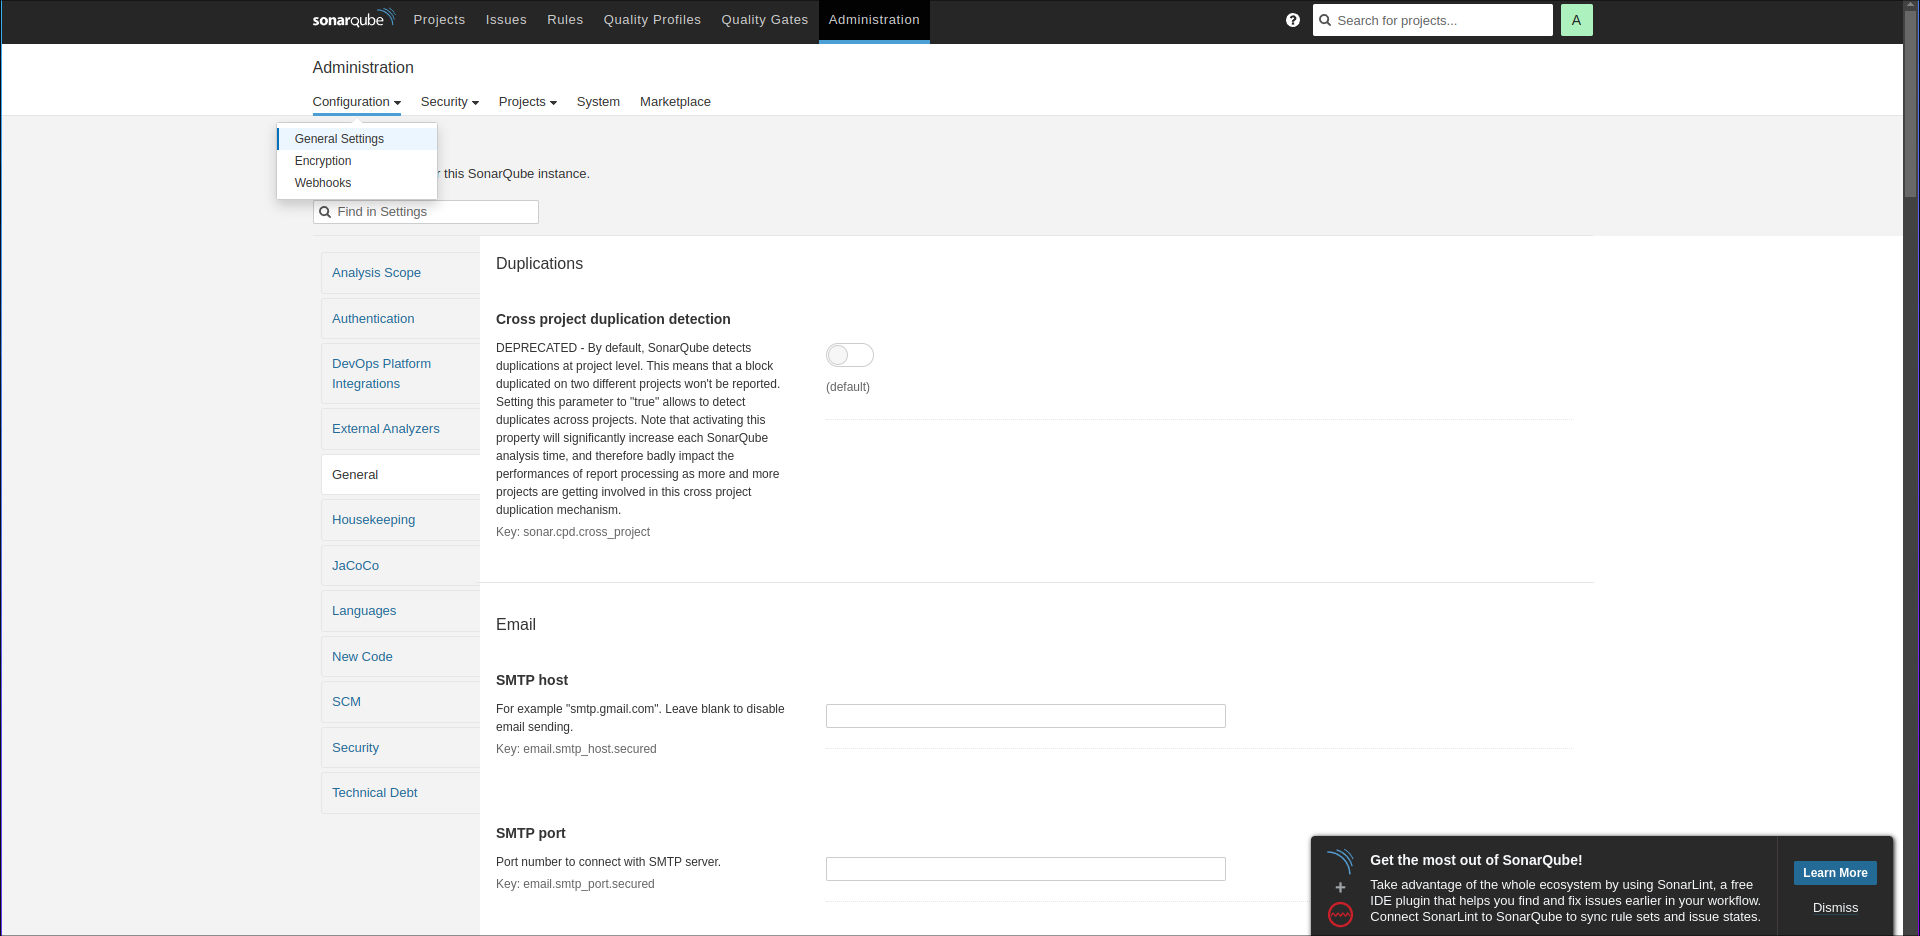 sonarqube Projects Issues Rules Quality Profiles Quality Gates Administration ? Search for projects... A
Administration
Configuration Security Projects System Marketplace
General Settings
Encryption
Webhooks
this SonarQube instance.
Find in Settings
Analysis Scope
Authentication
DevOps Platform
Integrations
External Analyzers
General
Housekeeping
JaCoCo
Languages
New Code
SCM
Security
Technical Debt
Duplications
Cross project duplication detection
DEPRECATED - By default, SonarQube detects
duplications at project level. This means that a block
duplicated on two different projects won't be reported.
Setting this parameter to "true" allows to detect
duplicates across projects. Note that activating this
property will significantly increase each SonarQube
analysis time, and therefore badly impact the
performances of report processing as more and more
projects are getting involved in this cross project
duplication mechanism.
Key: sonar.cpd.cross_project
(default)
Email
SMTP host
For example "smtp.gmail.com". Leave blank to disable
email sending.
Key: email.smtp_host.secured
SMTP port
Port number to connect with SMTP server.
Key: email.smtp_port.secured
Get the most out of SonarQube!
Take advantage of the whole ecosystem by using SonarLint, a free
IDE plugin that helps you find and fix issues earlier in your workflow.
Connect SonarLint to SonarQube to sync rule sets and issue states.
+
Learn More
Dismiss